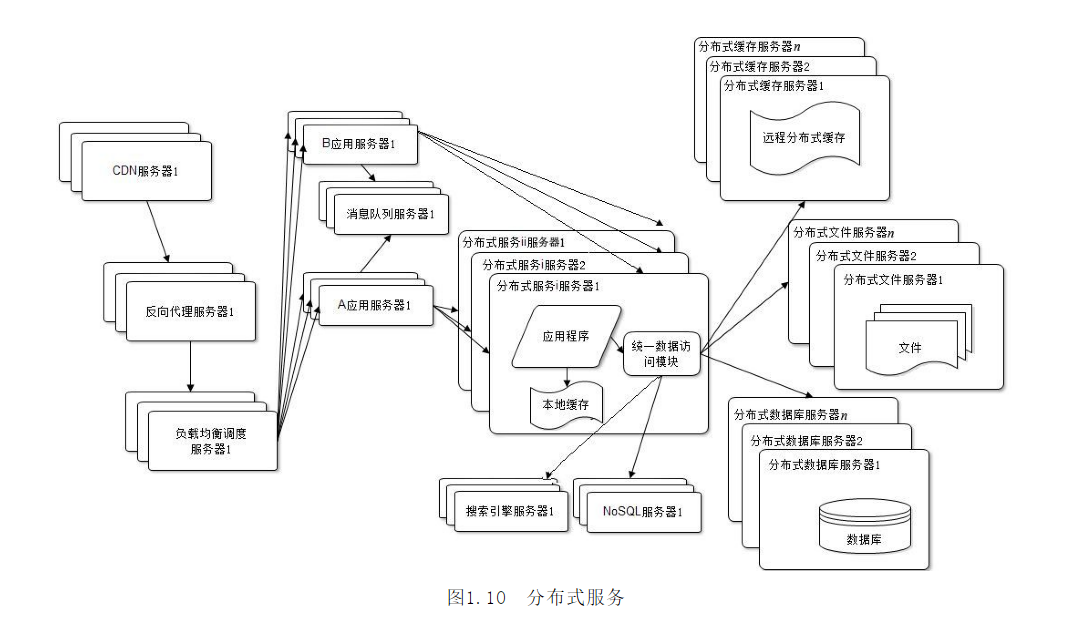 分布式缓存服务器n
分布式缓存服务器2
分布式缓存服务器1
远程分布式缓存
B应用服务器1
CDN服务器1
消息队列服务器1
分布式文件服务器n
分布式服务ii服务器1
分布式文件服务器2
分布式服务i服务器2
分布式文件服务器1
分布式服务i服务器1
反向代理服务器1
A应用服务器1
应用程序
统一数据访
问模块
文件
本地缓存
分布式数据库服务器n
负载均衡调度
服务器1
分布式数据库服务器2
分布式数据库服务器1
搜索引擎服务器1
NoSQL服务器1
数据库
图1.10 分布式服务